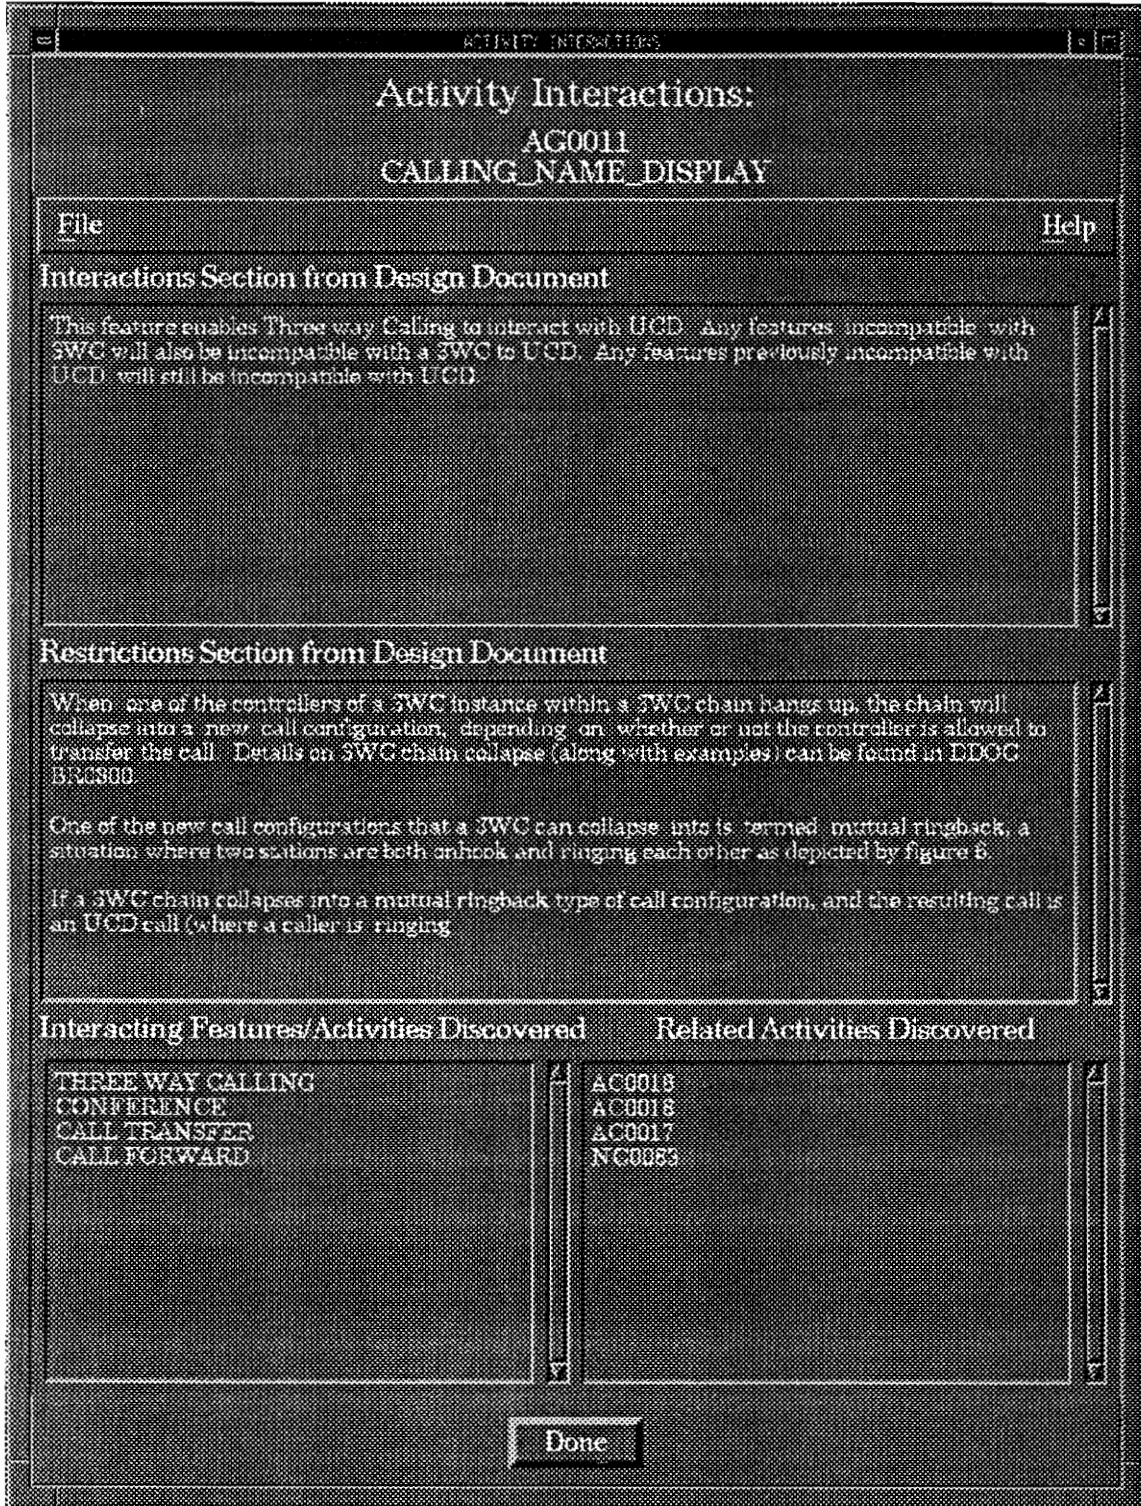 ACTIVITY INTERACTIONS
Activity Interactions:
AG0011
CALLING_NAME_DISPLAY
File
Help
Interactions Section from Design Document
This feature enables Three way Calling to interact with UCD. Any features incompatible with
3WC will also be incompatible with a 3WC to UCD. Any features previously incompatible with
UCD will still be incompatible with UCD.
Restrictions Section from Design Document
When one of the controllers of a 3WC instance within a 3WC chain hangs up, the chain will
collapse into a new call configuration, depending on whether or not the controller is allowed to
transfer the call. Details on 3WC chain collapse (along with examples) can be found in DDOC
One of the new call configurations that a 3WC can collapse into is termed mutual ringback, a
situation where two stations are both onhook and ringing each other as depicted by figure 6.
If a 3WC chain collapses into a mutual ringback type of call configuration, and the resulting call is
an UCD call (where a caller is ringing
Interacting Features/Activities Discovered
Related Activities Discovered
THREE WAY CALLING
CONFERENCE
CALL TRANSFER
CALL FORWARD
AC0017
Done